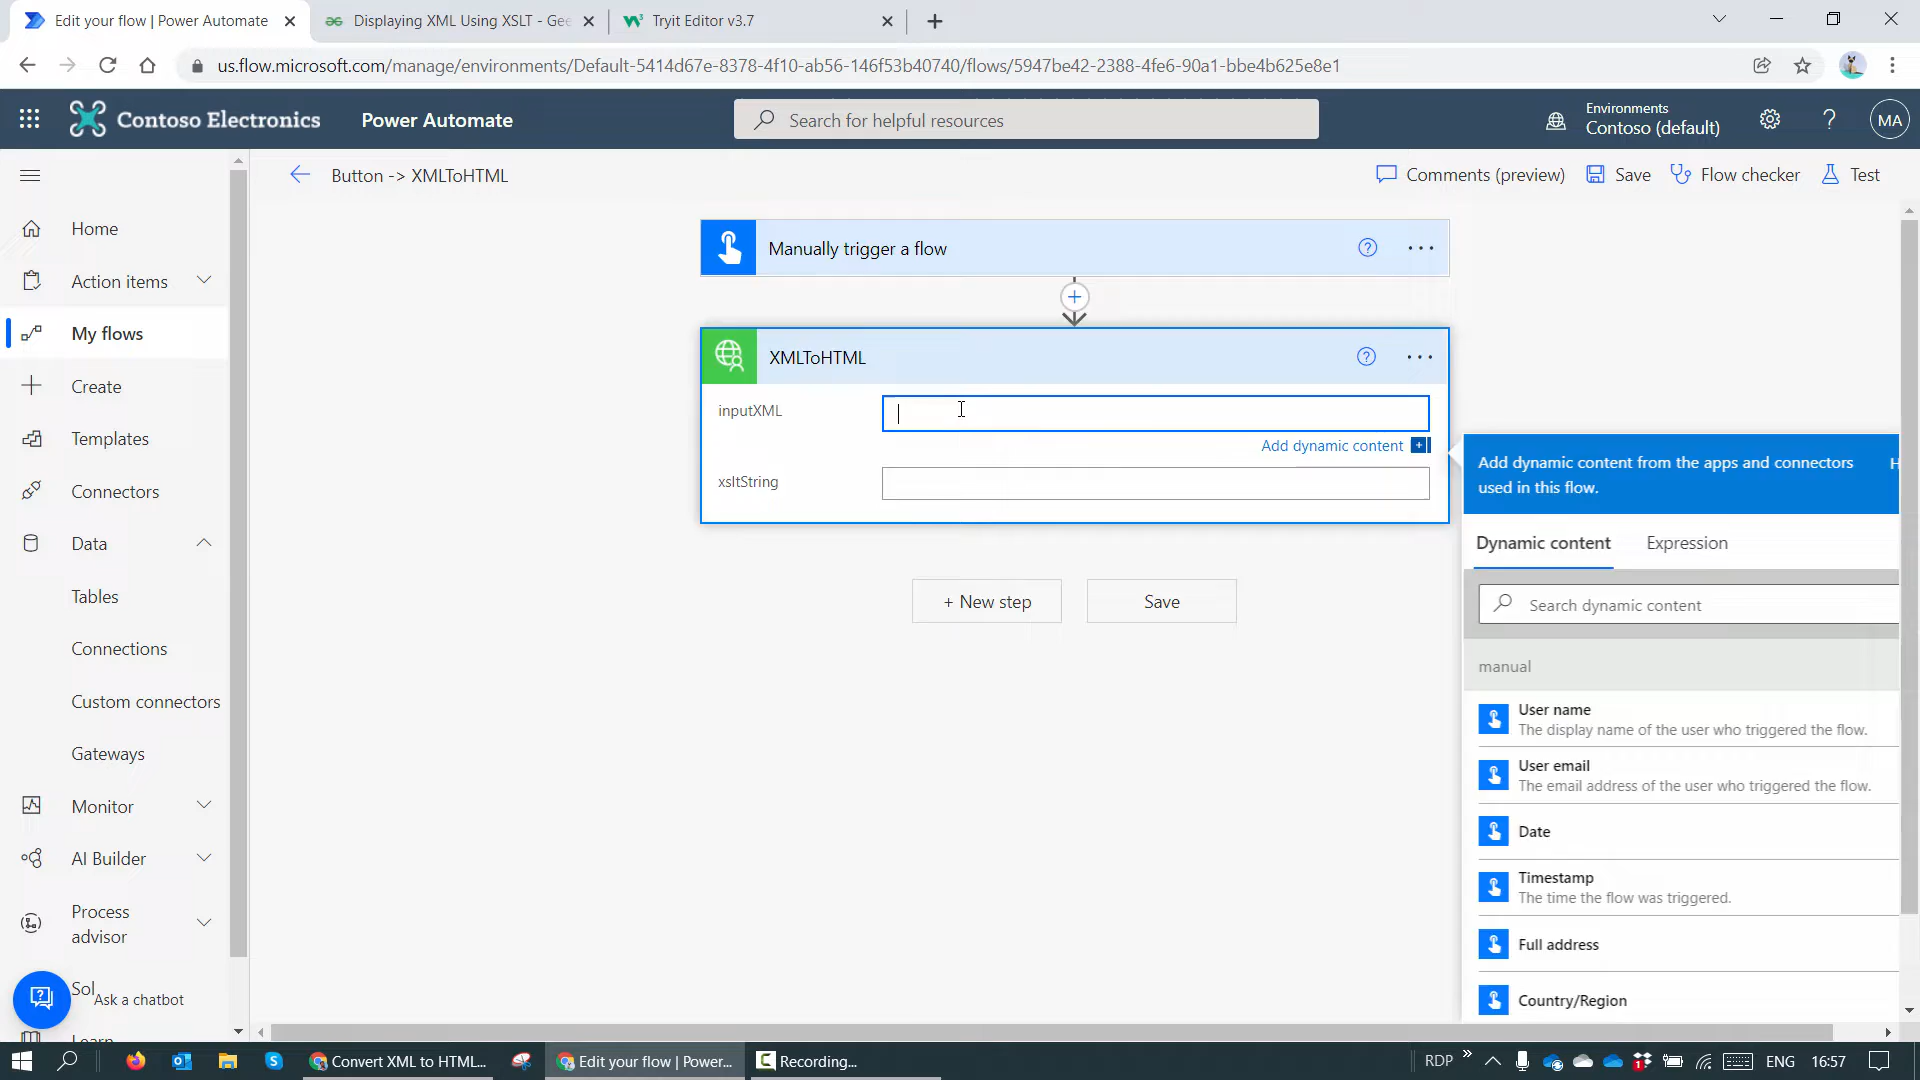 Edit your flow | Power Automate
Displaying XML Using XSLT - Gee
Tryit Editor v3.7
us.flow.microsoft.com/manage/environments/Default-5414d67e-8378-4f10-ab56-146f53b40740/flows/5947be42-2388-4fe6-90a1-bbe4b625e8e1
Contoso Electronics
Power Automate
Search for helpful resources
Environments
Contoso (default)
MA
Button -> XMLToHTML
Comments (preview)
Save
Flow checker
Test
Home
Action items
My flows
Create
Templates
Connectors
Data
Tables
Connections
Custom connectors
Gateways
Monitor
AI Builder
Process
advisor
Sol
Ask a chatbot
Learn
Manually trigger a flow
XMLToHTML
inputXML
Add dynamic content
xsltString
+ New step
Save
Add dynamic content from the apps and connectors
used in this flow.
H
Dynamic content
Expression
Search dynamic content
manual
User name
The display name of the user who triggered the flow.
User email
The email address of the user who triggered the flow.
Date
Timestamp
The time the flow was triggered.
Full address
Country/Region
Convert XML to HTML...
Edit your flow | Power...
Recording...
RDP
ENG
16:57